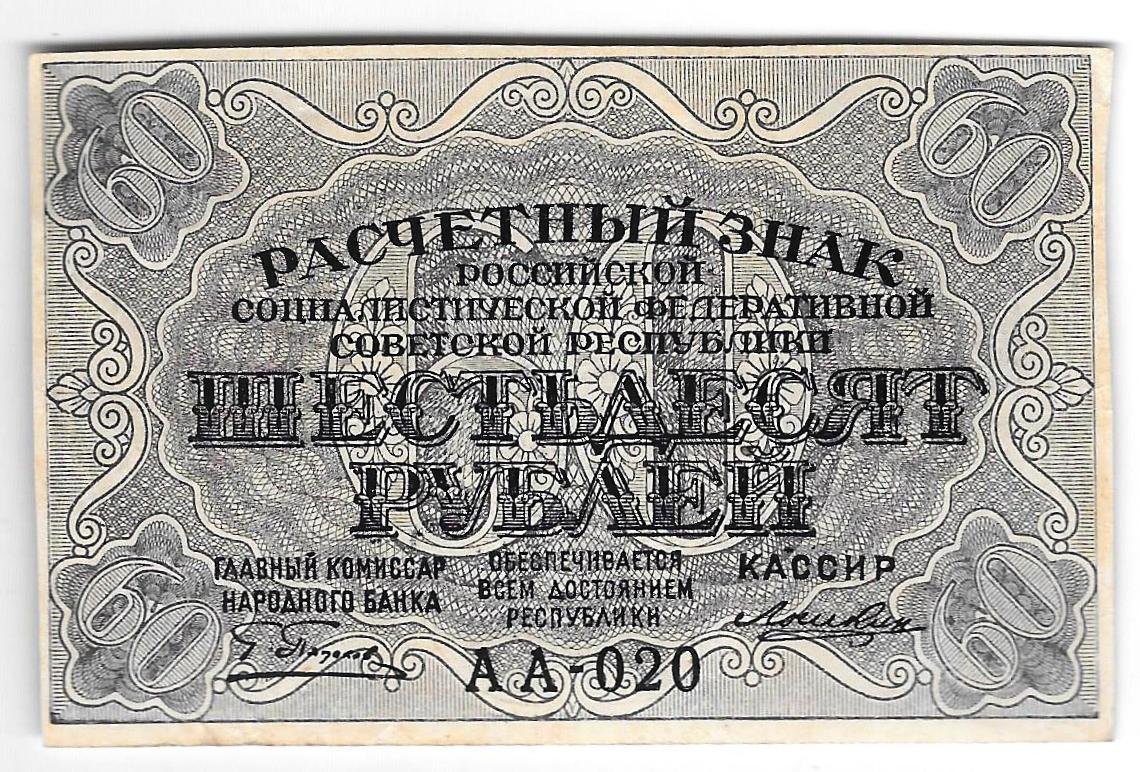 60
60
РАСЧЕТНЫЙ ЗНАК
РОССИЙСКОЙ
СОЦИАЛИСТИЧЕСКОЙ ФЕДЕРАТИВНОЙ
СОВЕТСКОЙ РЕСПУБЛИКИ
60
ШЕСТЬДЕСЯТ
РУБЛЕЙ
ГЛАВНЫЙ КОМИССАР
НАРОДНОГО БАНКА
ОБЕСПЕЧИВАЕТСЯ
ВСЕМ ДОСТОЯНИЕМ
РЕСПУБЛИКИ
КАССИР
60
60
АА-020